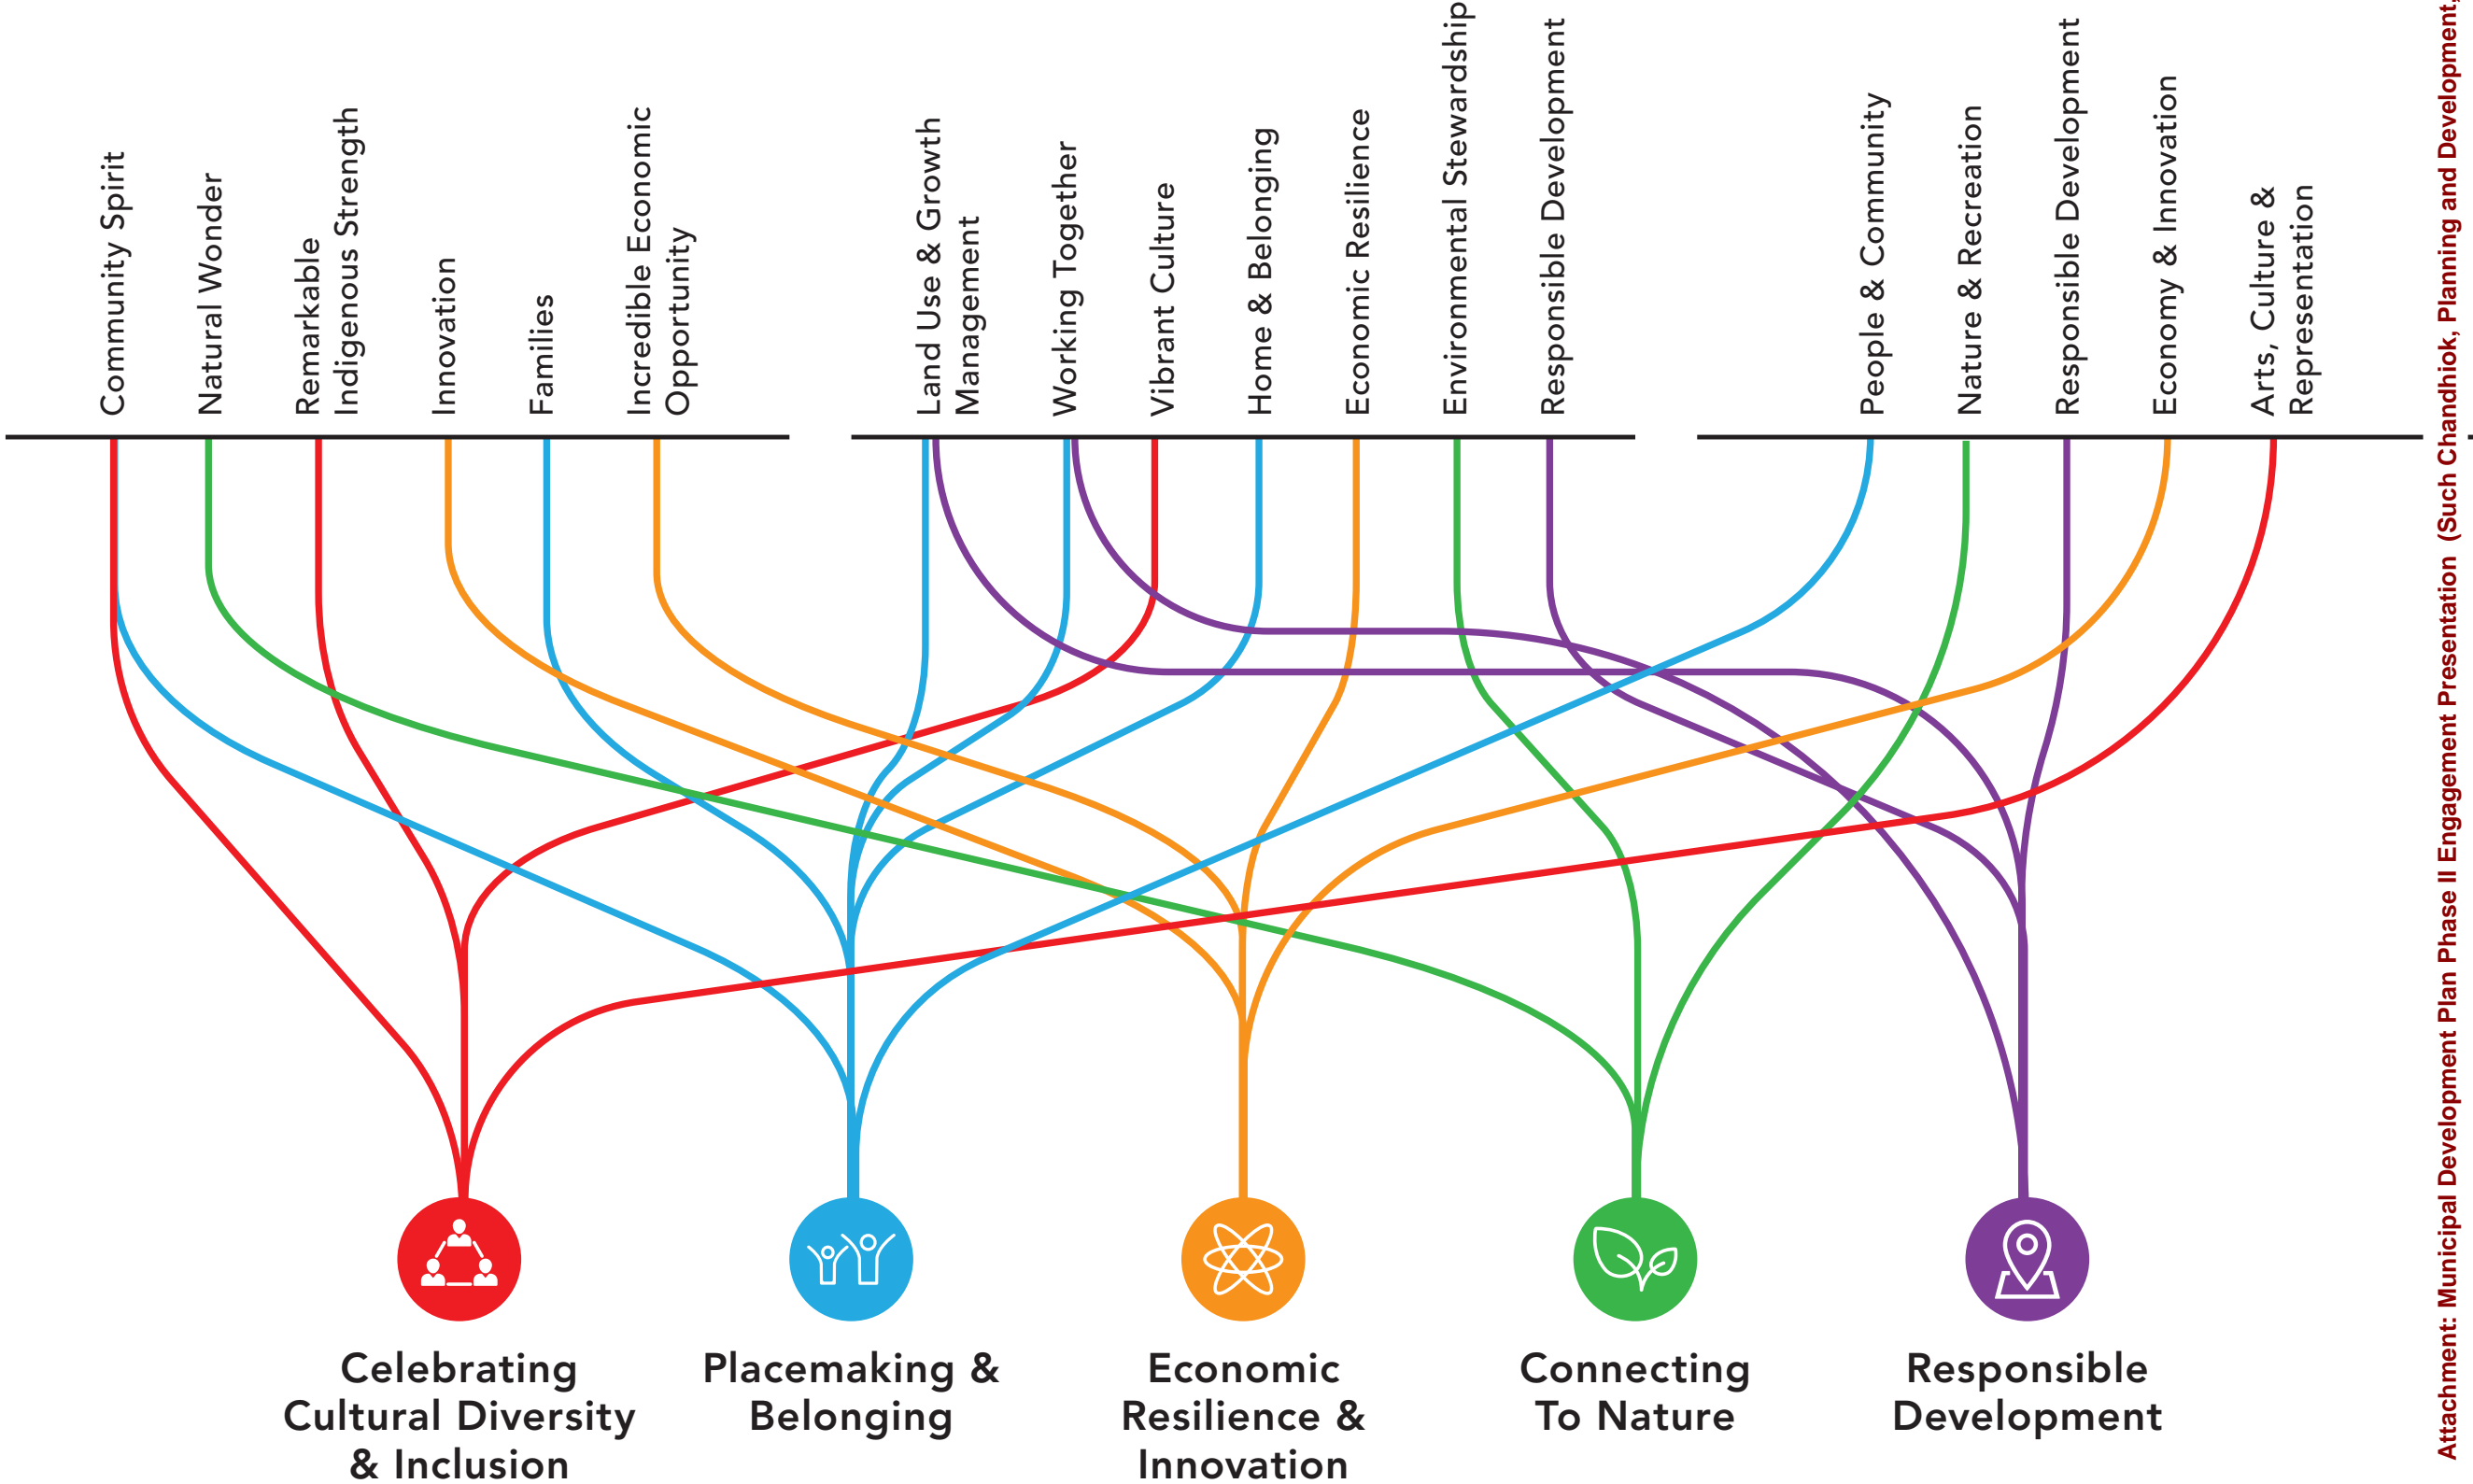 Community Spirit
Natural Wonder
Remarkable
Indigenous Strength
Innovation
Families
Incredible Economic
Opportunity
Land Use & Growth
Management
Working Together
Vibrant Culture
Home & Belonging
Economic Resilience
Environmental Stewardship
Responsible Development
People & Community
Nature & Recreation
Responsible Development
Economy & Innovation
Arts, Culture &
Representation
Celebrating
Cultural Diversity
& Inclusion
Placemaking &
Belonging
Economic
Resilience &
Innovation
Connecting
To Nature
Responsible
Development
Attachment: Municipal Development Plan Phase II Engagement Presentation (Such Chandhiok, Planning and Development,